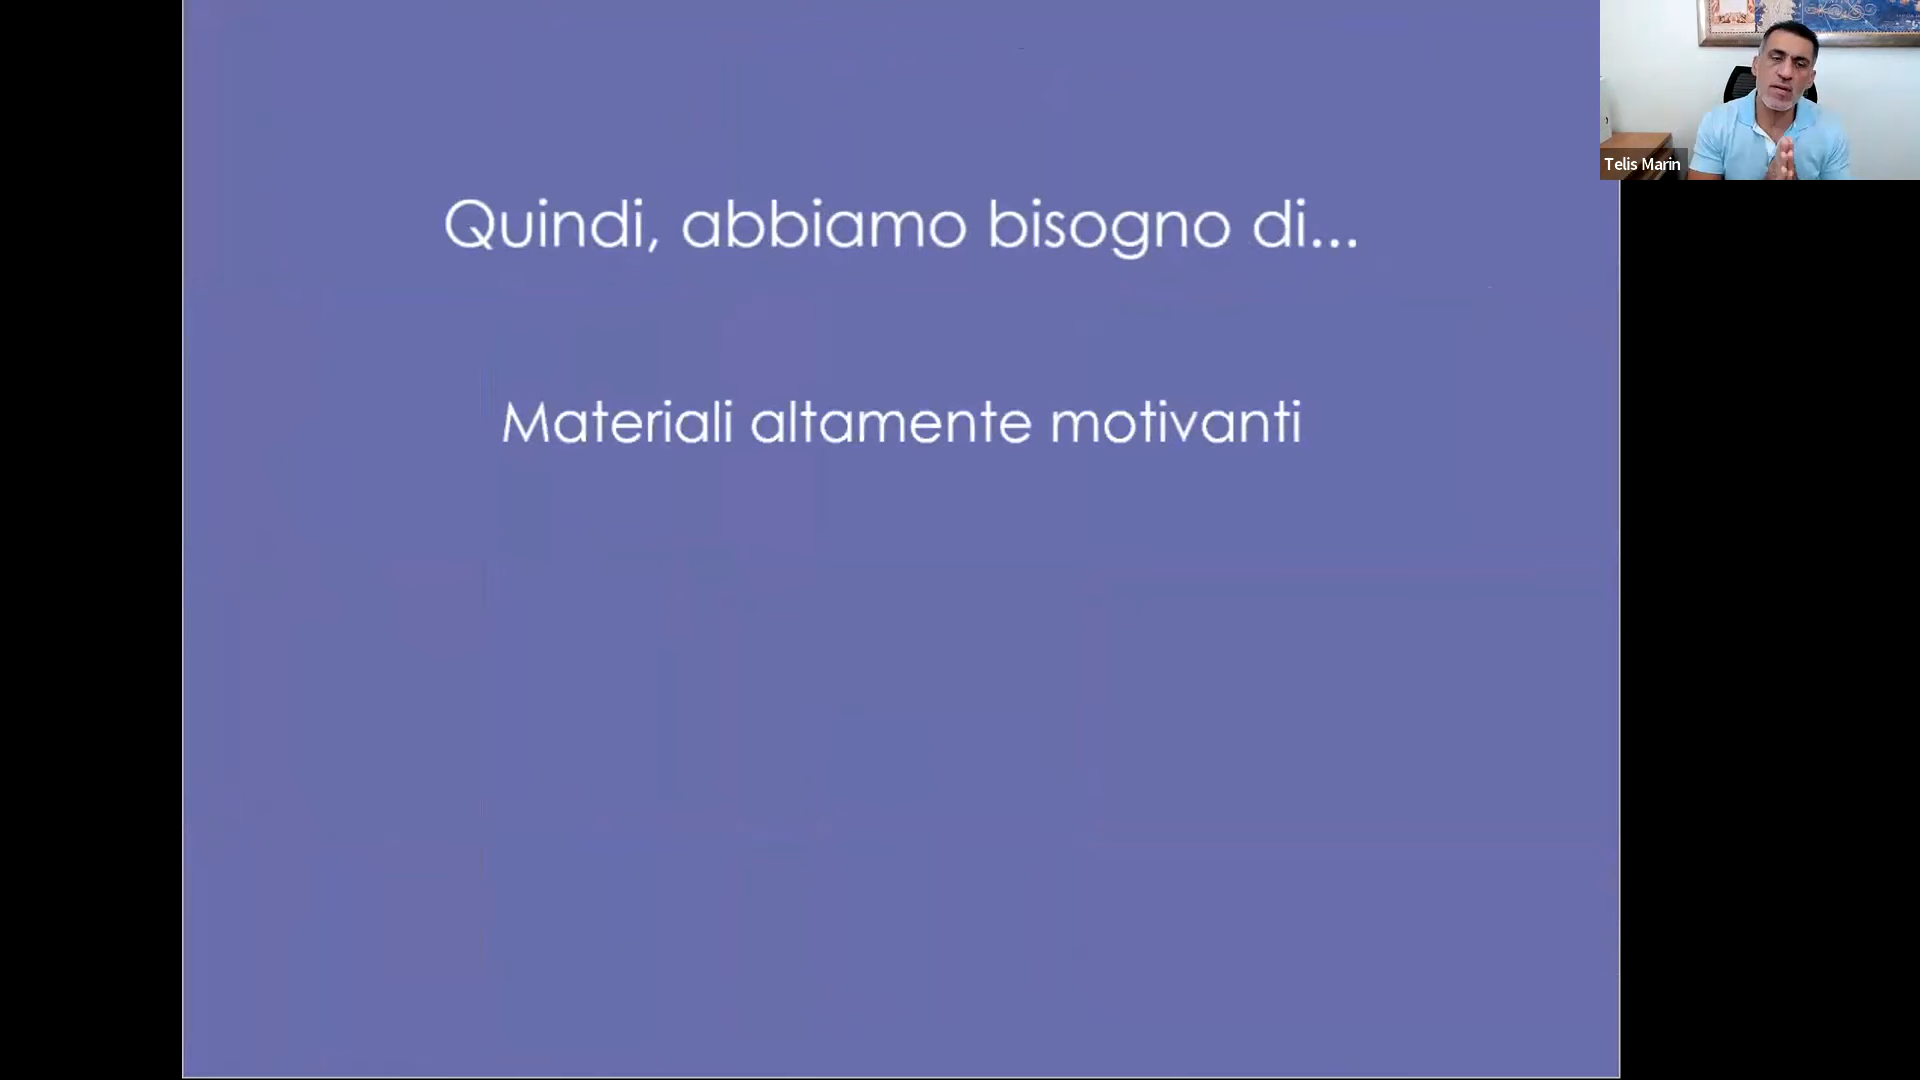 Quindi, abbiamo bisogno di...
Materiali altamente motivanti
Telis Marin